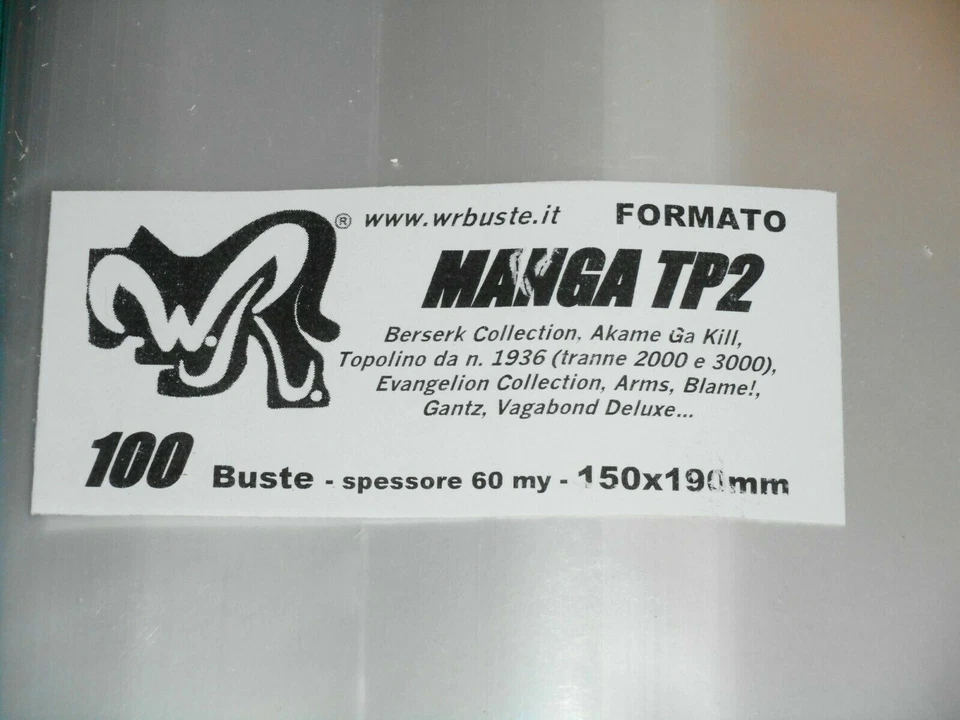 W.R.
® www.wrbuste.it FORMATO
MANGA TP2
Berserk Collection, Akame Ga Kill,
Topolino da n. 1936 (tranne 2000 e 3000),
Evangelion Collection, Arms, Blame!,
Gantz, Vagabond Deluxe...
100 Buste - spessore 60 my - 150x190mm